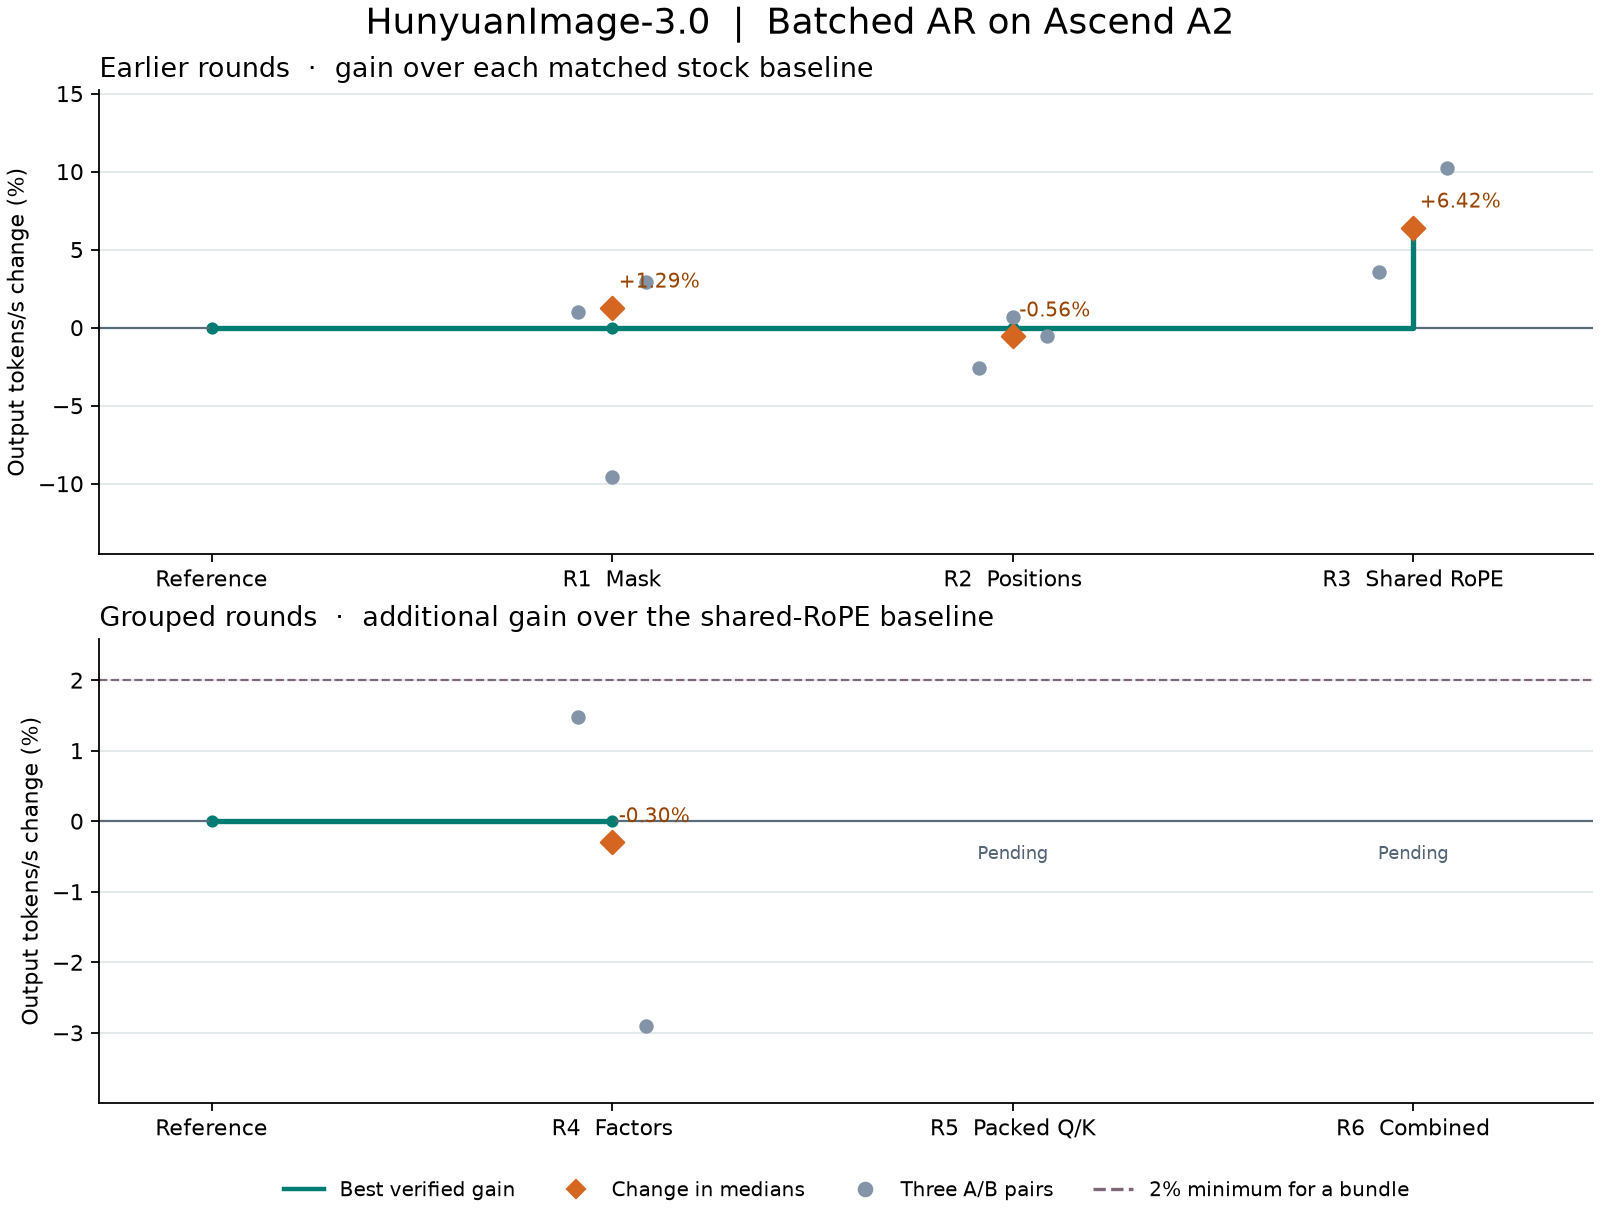 HunyuanImage-3.0 | Batched AR on Ascend A2
Earlier rounds · gain over each matched stock baseline
Output tokens/s change (%)
15
10
5
0
−5
−10
+1.29%
-0.56%
+6.42%
Reference
R1 Mask
R2 Positions
R3 Shared RoPE
Grouped rounds · additional gain over the shared-RoPE baseline
Output tokens/s change (%)
2
1
0
−1
−2
−3
-0.30%
Pending
Pending
Reference
R4 Factors
R5 Packed Q/K
R6 Combined
Best verified gain
Change in medians
Three A/B pairs
2% minimum for a bundle